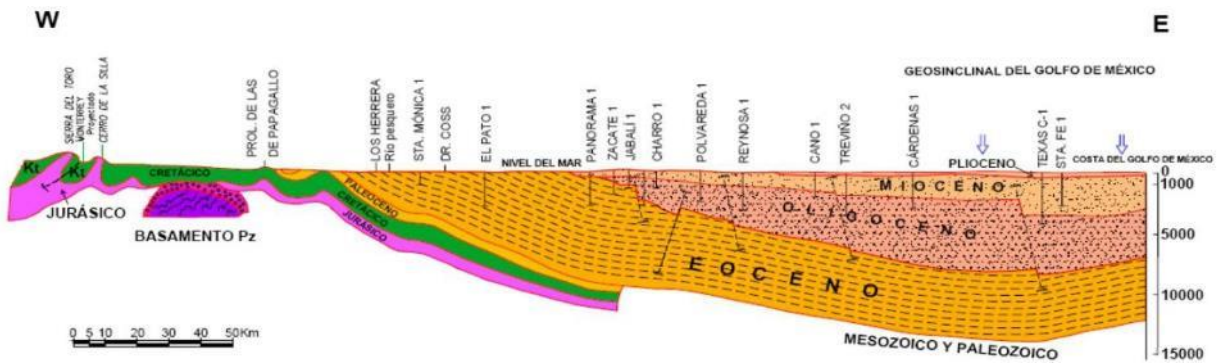 W
E
GEOSINCLINAL DEL GOLFO DE MÉXICO
SIERRA DEL TORO
MONTERREY
Proyectado
CERRO DE LA SILLA
PROL. DE LAS
DE PAPAGALLO
LOS HERRERA
Río pesquero
STA. MÓNICA 1
DR. COSS
EL PATO 1
PANORAMA 1
ZACATE 1
JABALÍ 1
CHARRO 1
POLVAREDA 1
REYNOSA 1
CANO 1
TREVIÑO 2
CÁRDENAS 1
TEXAS C-1
STA. FE 1
NIVEL DEL MAR
PLIOCENO
COSTA DEL GOLFO DE MÉXICO
Kt
Kt
CRETÁCICO
JURÁSICO
BASAMENTO Pz
PALEOCENO
CRETÁCICO
JURÁSICO
MIOCENO
OLIGOCENO
EOCENO
MESOZOICO Y PALEOZOICO
0
1000
5000
10000
15000
0 5 10 20 30 40 50Km